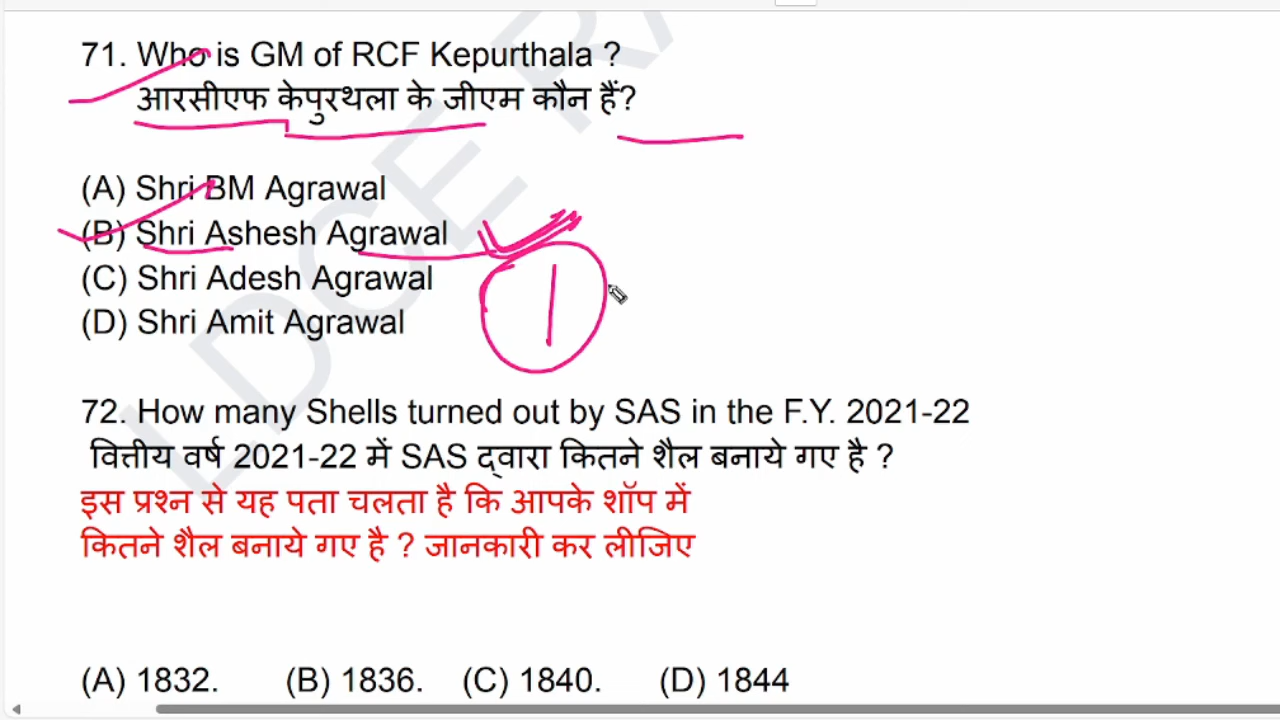 71. Who is GM of RCF Kepurthala ?
आरसीएफ केपुरथला के जीएम कौन हैं?
(A) Shri BM Agrawal
(B) Shri Ashesh Agrawal
(C) Shri Adesh Agrawal
(D) Shri Amit Agrawal
72. How many Shells turned out by SAS in the F.Y. 2021-22
वित्तीय वर्ष 2021-22 में SAS द्वारा कितने शैल बनाये गए है ?
इस प्रश्न से यह पता चलता है कि आपके शॉप में
कितने शैल बनाये गए है ? जानकारी कर लीजिए
(A) 1832. (B) 1836. (C) 1840. (D) 1844
LDCE RA
1